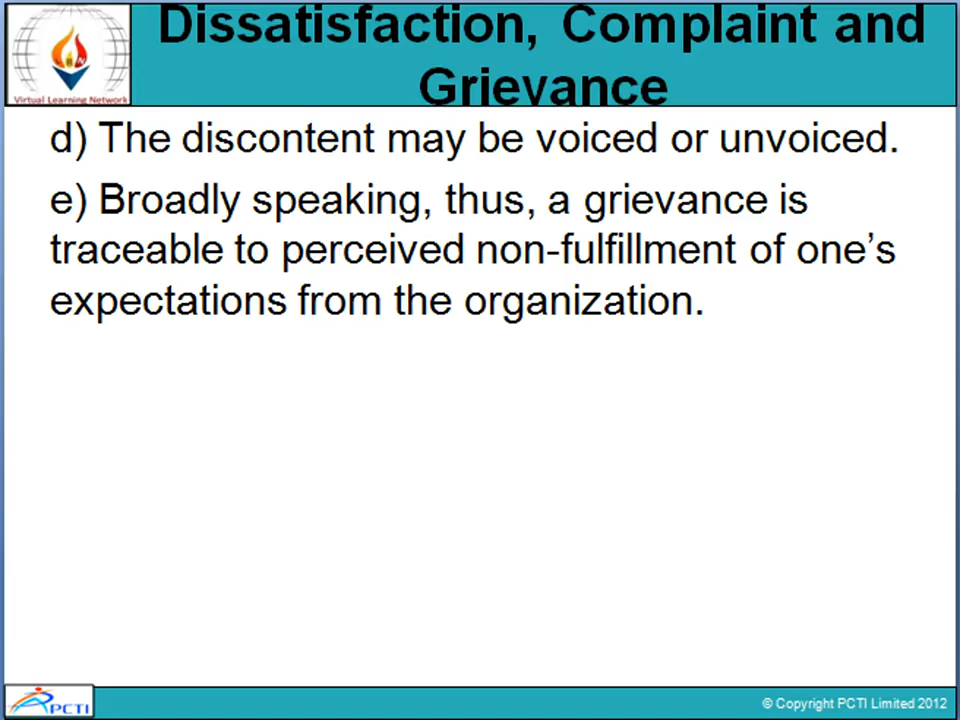 Dissatisfaction, Complaint and
Grievance
Virtual Learning Network
d) The discontent may be voiced or unvoiced.
e) Broadly speaking, thus, a grievance is
traceable to perceived non-fulfillment of one’s
expectations from the organization.
PCTI
© Copyright PCTI Limited 2012